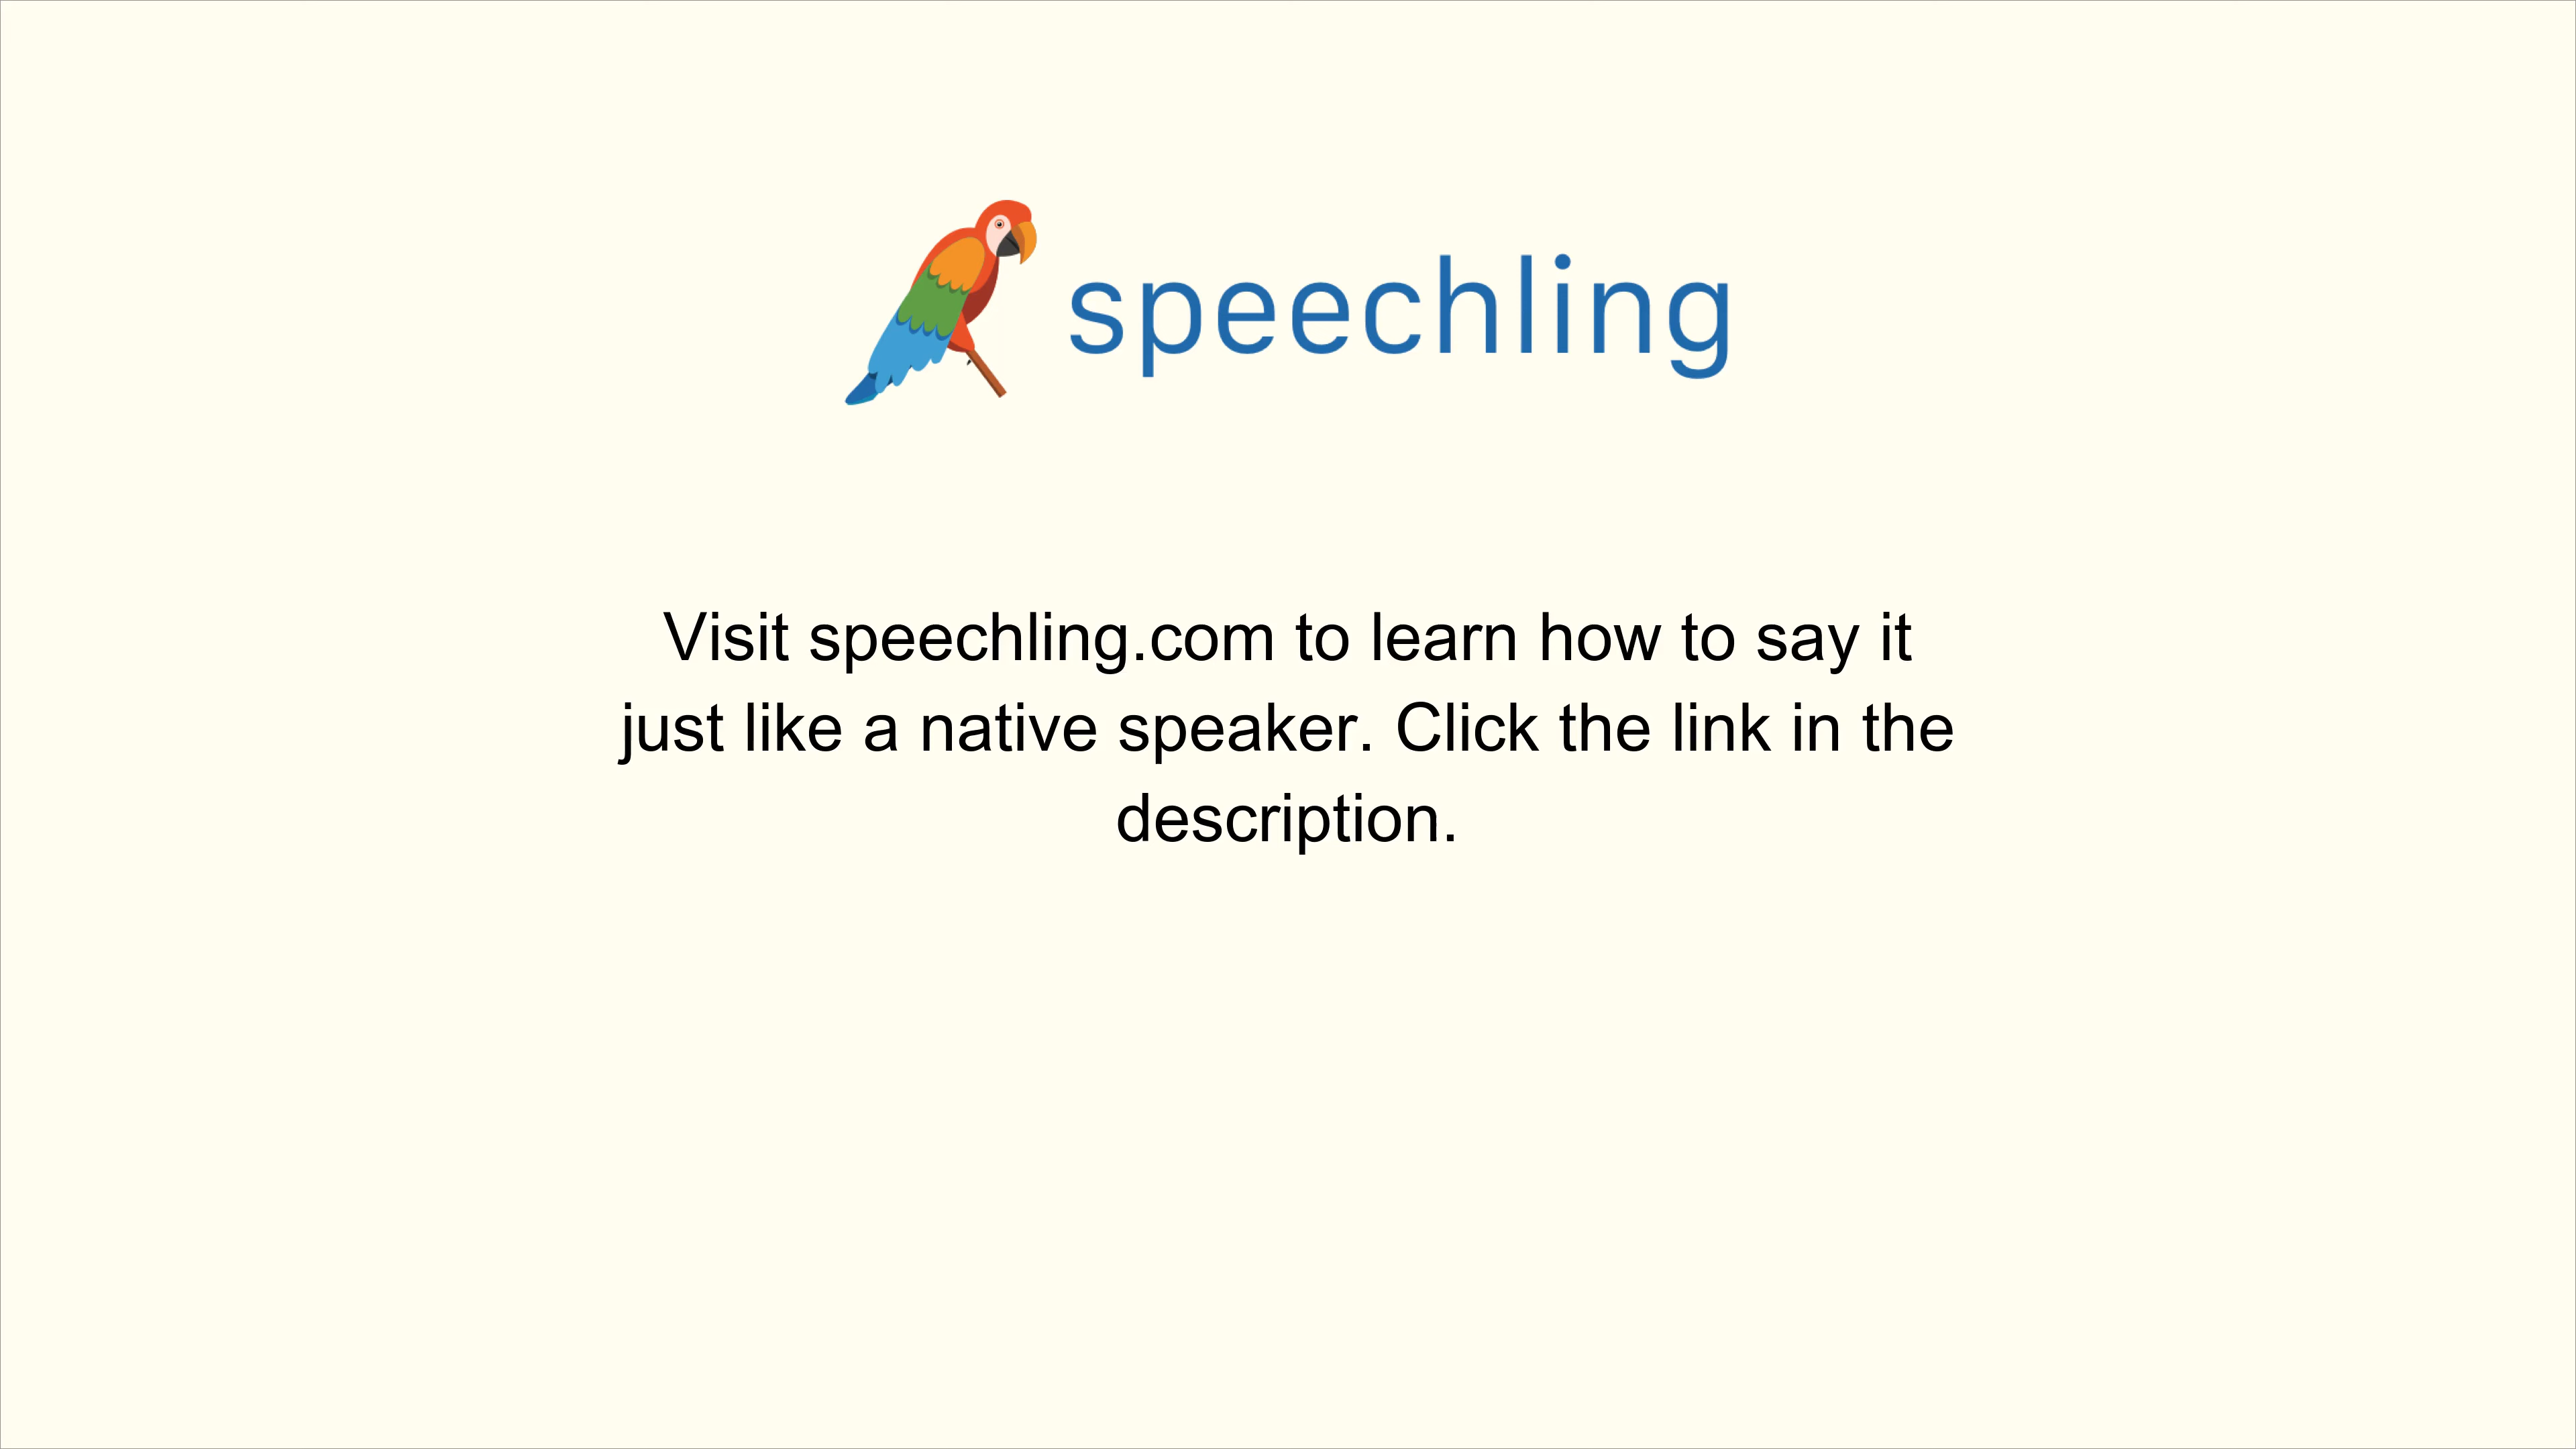 speechling
Visit speechling.com to learn how to say it
just like a native speaker. Click the link in the
description.